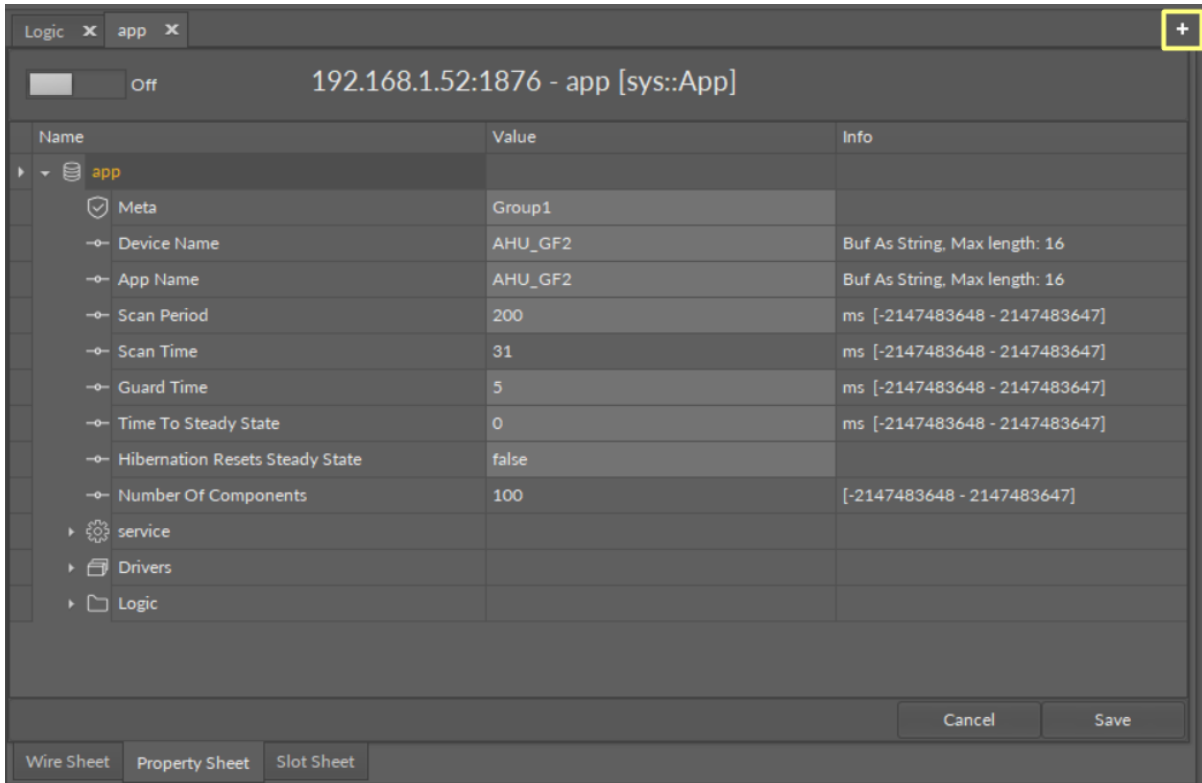 Logic x app x +
Off 192.168.1.52:1876 - app [sys::App]
Name Value Info
app
Meta Group1
Device Name AHU_GF2 Buf As String, Max length: 16
App Name AHU_GF2 Buf As String, Max length: 16
Scan Period 200 ms [-2147483648 - 2147483647]
Scan Time 31 ms [-2147483648 - 2147483647]
Guard Time 5 ms [-2147483648 - 2147483647]
Time To Steady State 0 ms [-2147483648 - 2147483647]
Hibernation Resets Steady State false
Number Of Components 100 [-2147483648 - 2147483647]
service
Drivers
Logic
Cancel Save
Wire Sheet Property Sheet Slot Sheet